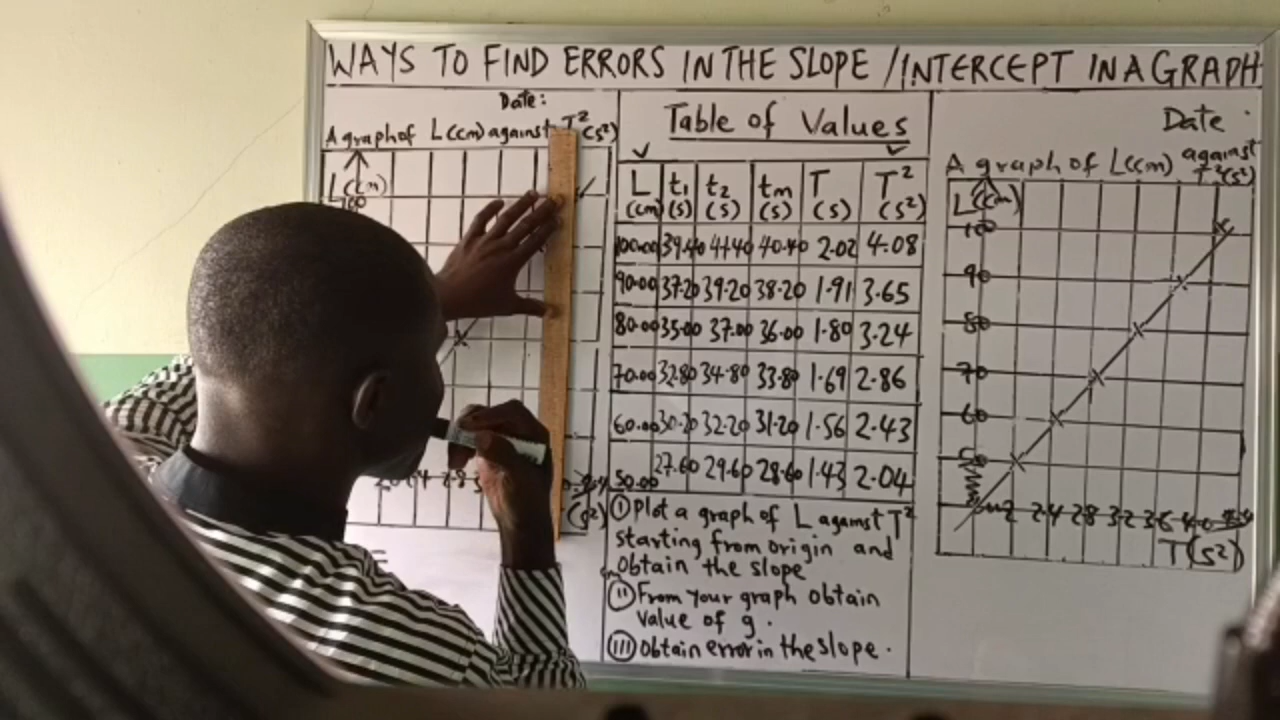 WAYS TO FIND ERRORS IN THE SLOPE / INTERCEPT IN A GRAPH
Date:
A graph of L(cm) against T²(s²)
L(cm)
100
2.4 2.8
(s²)
Table of Values
L (cm) t₁ (s) t₂ (s) tm (s) T (s) T² (s²)
100.00 39.40 41.40 40.40 2.02 4.08
90.00 37.20 39.20 38.20 1.91 3.65
80.00 35.00 37.00 36.00 1.80 3.24
70.00 32.80 34.80 33.80 1.69 2.86
60.00 30.20 32.20 31.20 1.56 2.43
50.00 27.60 29.60 28.60 1.43 2.04
(i) Plot a graph of L against T²
starting from origin and
obtain the slope
(ii) From your graph obtain
value of g.
(iii) Obtain error in the slope.
Date
A graph of L(cm) against
T²(s²)
L(cm)
100
90
80
70
60
50
2.4 2.8 3.2 3.6 4.0
T(s²)